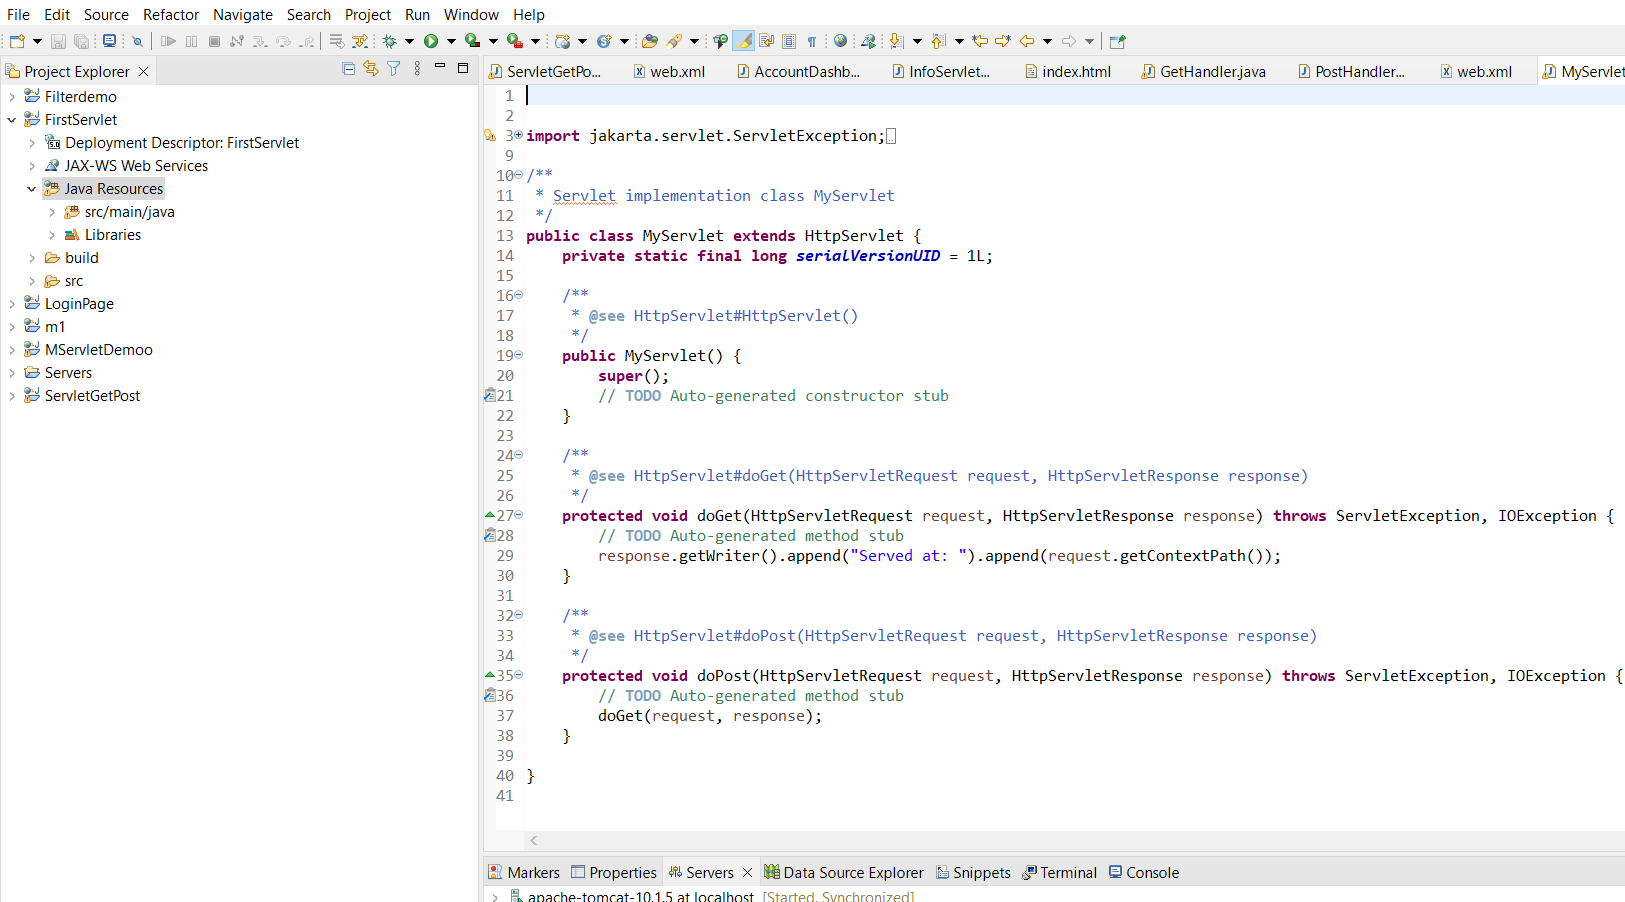 File Edit Source Refactor Navigate Search Project Run Window Help
Project Explorer
ServletGetPo... web.xml AccountDashb... InfoServlet... index.html GetHandler.java PostHandler... web.xml MyServlet
Filterdemo
FirstServlet
Deployment Descriptor: FirstServlet
JAX-WS Web Services
Java Resources
src/main/java
Libraries
build
src
LoginPage
m1
MServletDemoo
Servers
ServletGetPost
1
2
3 import jakarta.servlet.ServletException;
9
10 /**
11  * Servlet implementation class MyServlet
12  */
13 public class MyServlet extends HttpServlet {
14     private static final long serialVersionUID = 1L;
15
16     /**
17      * @see HttpServlet#HttpServlet()
18      */
19     public MyServlet() {
20         super();
21         // TODO Auto-generated constructor stub
22     }
23
24     /**
25      * @see HttpServlet#doGet(HttpServletRequest request, HttpServletResponse response)
26      */
27     protected void doGet(HttpServletRequest request, HttpServletResponse response) throws ServletException, IOException {
28         // TODO Auto-generated method stub
29         response.getWriter().append("Served at: ").append(request.getContextPath());
30     }
31
32     /**
33      * @see HttpServlet#doPost(HttpServletRequest request, HttpServletResponse response)
34      */
35     protected void doPost(HttpServletRequest request, HttpServletResponse response) throws ServletException, IOException {
36         // TODO Auto-generated method stub
37         doGet(request, response);
38     }
39
40 }
41
Markers Properties Servers Data Source Explorer Snippets Terminal Console
apache-tomcat-10.1.5 at localhost [Started, Synchronized]